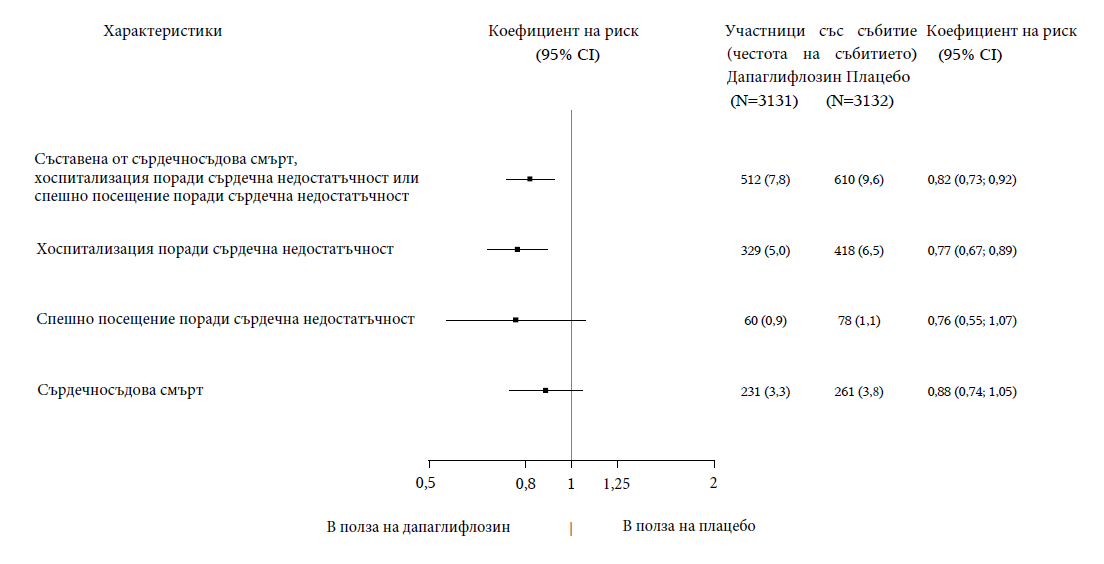 Характеристики
Коефициент на риск
(95% CI)
Участници със събитие
(честота на събитието)
Дапаглифлозин Плацебо
(N=3131) (N=3132)
Коефициент на риск
(95% CI)
Съставена от сърдечносъдова смърт,
хоспитализация поради сърдечна недостатъчност или
спешно посещение поради сърдечна недостатъчност
512 (7,8) 610 (9,6) 0,82 (0,73; 0,92)
Хоспитализация поради сърдечна недостатъчност 329 (5,0) 418 (6,5) 0,77 (0,67; 0,89)
Спешно посещение поради сърдечна недостатъчност 60 (0,9) 78 (1,1) 0,76 (0,55; 1,07)
Сърдечносъдова смърт 231 (3,3) 261 (3,8) 0,88 (0,74; 1,05)
0,5 0,8 1 1,25 2
В полза на дапаглифлозин | В полза на плацебо